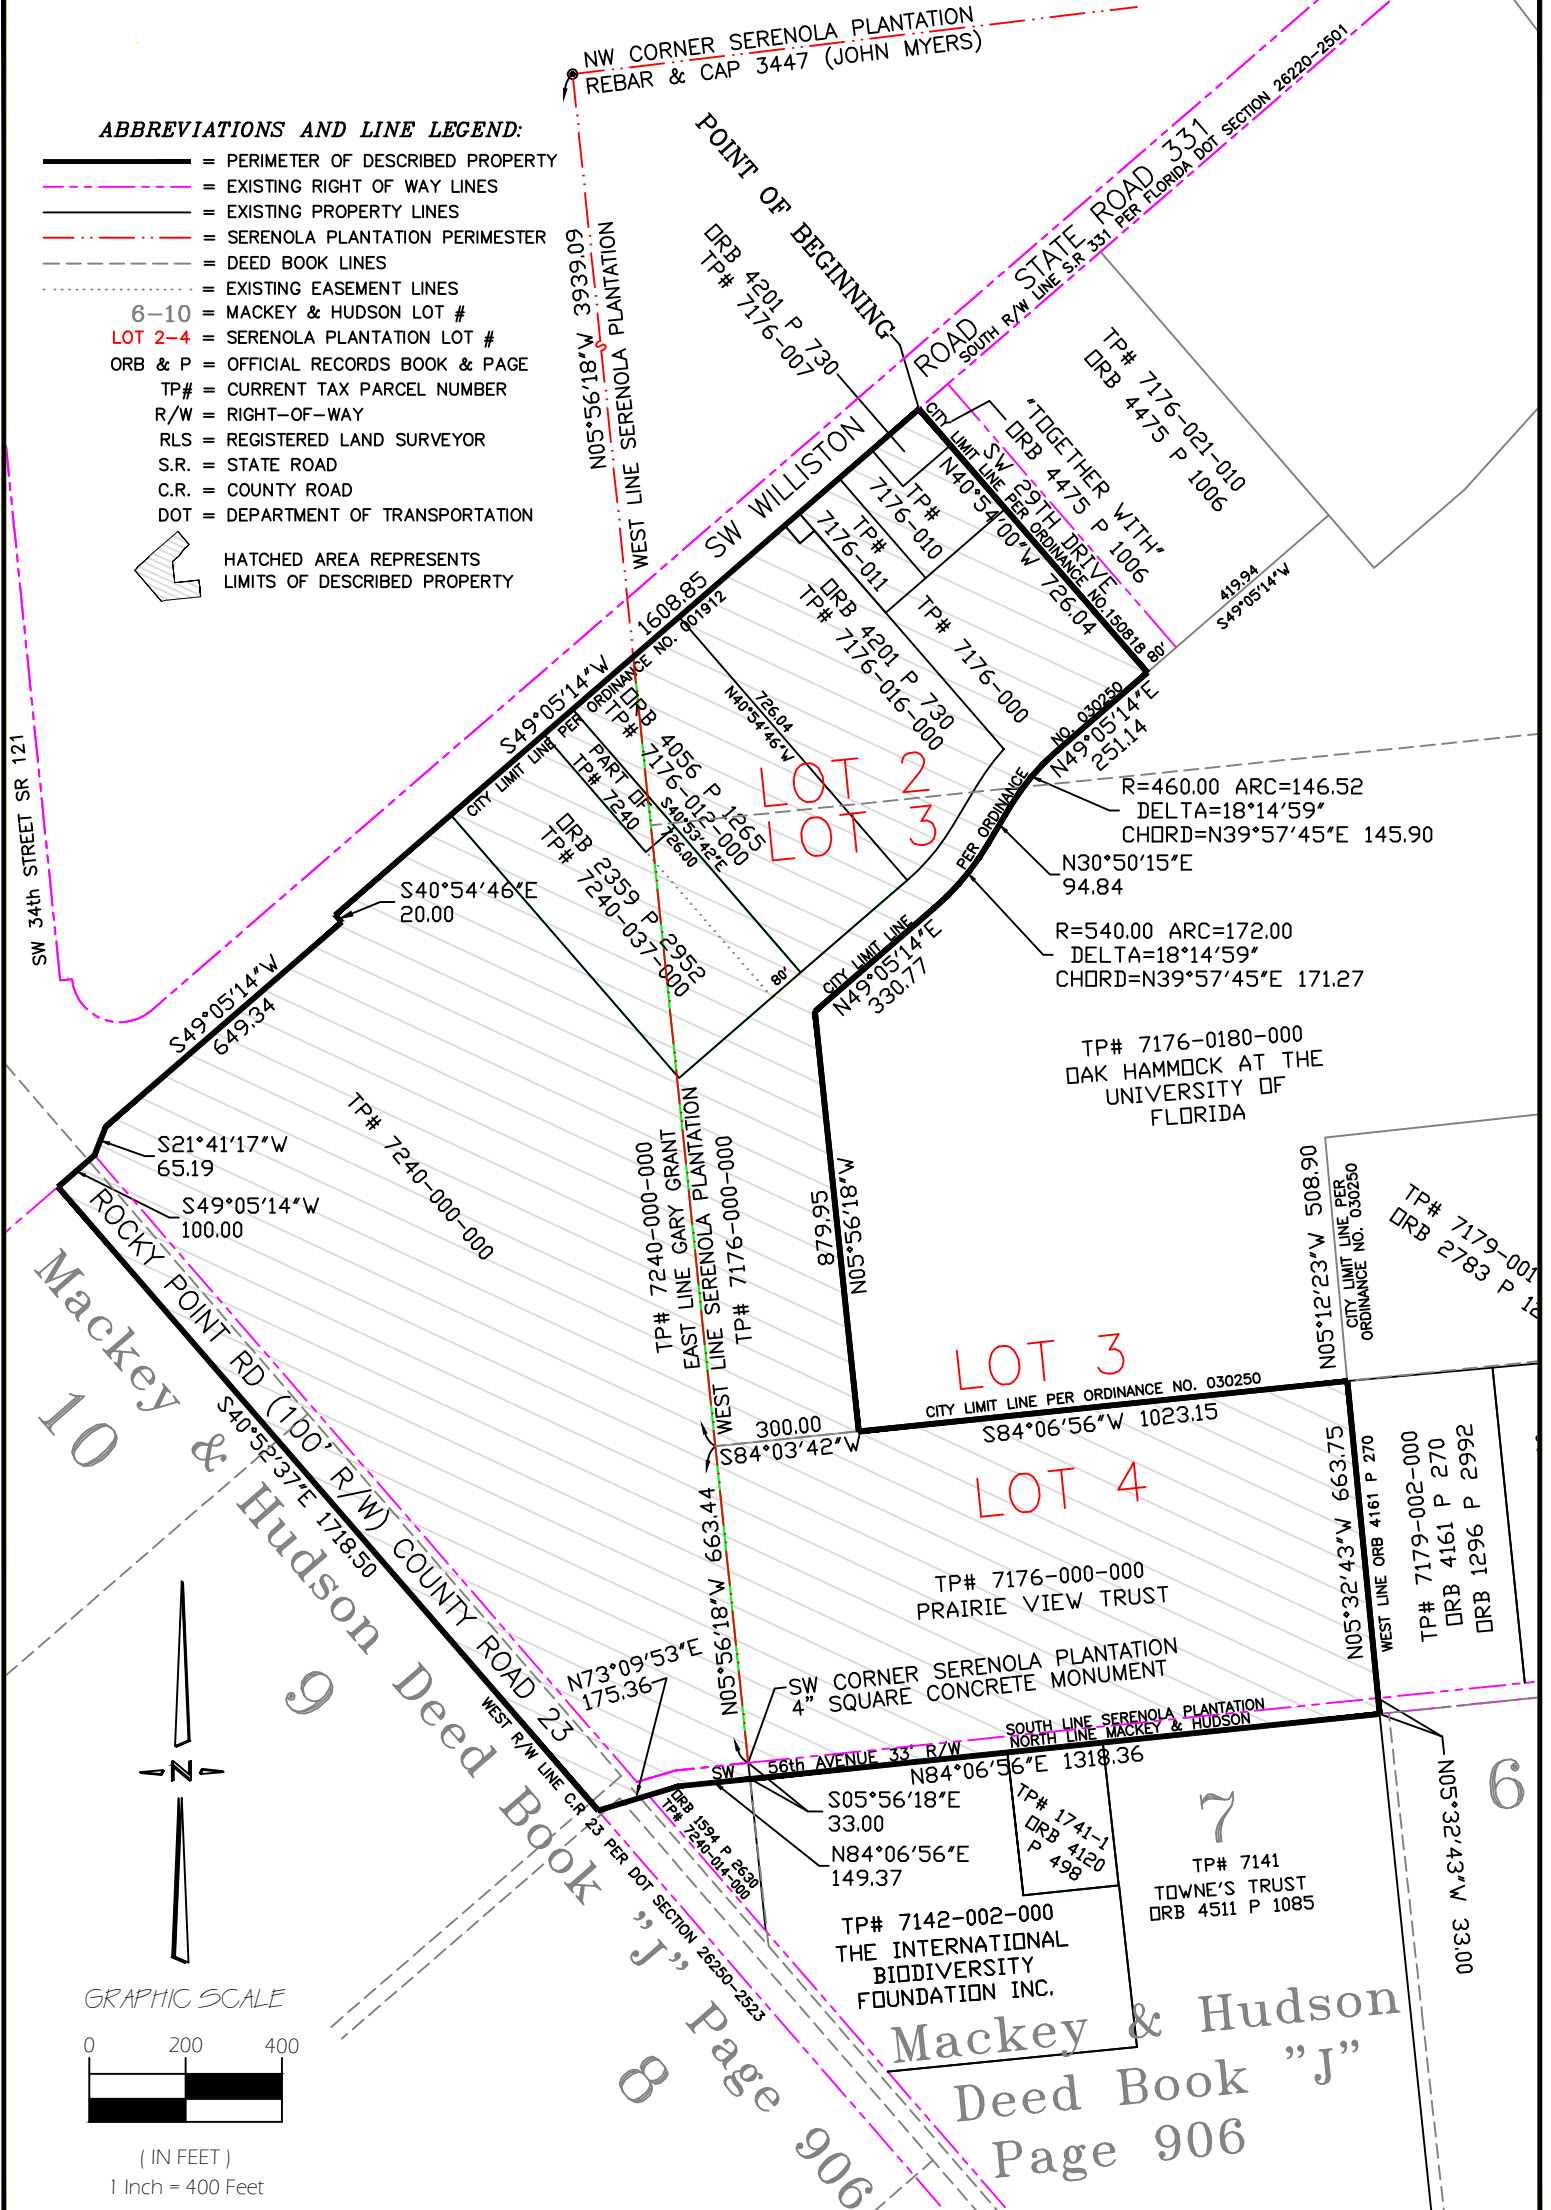 NW CORNER SERENOLA PLANTATION
REBAR & CAP 3447 (JOHN MYERS)
ABBREVIATIONS AND LINE LEGEND:
= PERIMETER OF DESCRIBED PROPERTY
= EXISTING RIGHT OF WAY LINES
= EXISTING PROPERTY LINES
= SERENOLA PLANTATION PERIMESTER
= DEED BOOK LINES
= EXISTING EASEMENT LINES
6-10 = MACKEY & HUDSON LOT #
LOT 2-4 = SERENOLA PLANTATION LOT #
ORB & P = OFFICIAL RECORDS BOOK & PAGE
TP# = CURRENT TAX PARCEL NUMBER
R/W = RIGHT-OF-WAY
RLS = REGISTERED LAND SURVEYOR
S.R. = STATE ROAD
C.R. = COUNTY ROAD
DOT = DEPARTMENT OF TRANSPORTATION
HATCHED AREA REPRESENTS
LIMITS OF DESCRIBED PROPERTY
N05°56'18"W 3939.09
WEST LINE SERENOLA PLANTATION
POINT OF BEGINNING
ORB 4201 P 730
TP# 7176-007
SW WILLISTON ROAD STATE ROAD 331
SOUTH R/W LINE S.R 331 PER FLORIDA DOT SECTION 26220-2501
TP# 7176-021-010
ORB 4475 P 1006
"TOGETHER WITH"
ORB 4475 P 1006
SW 29TH DRIVE
CITY LIMIT LINE PER ORDINANCE NO.150818
N40°54'00"W 726.04
80'
419.94
S49°05'14"W
TP#
7176-010
TP#
7176-011
TP# 7176-000
ORB 4201 P 730
TP# 7176-016-000
S49°05'14"W 1608.85
CITY LIMIT LINE PER ORDINANCE NO. 001912
726.04
N40°54'46"W
ORB 4056 P 1265
TP# 7176-012-000
PART OF
TP# 7240
S40°53'42"E
726.00
ORB 2359 P 2952
TP# 7240-037-000
80'
LOT 2
LOT 3
NO. 030250
N49°05'14"E
251.14
R=460.00 ARC=146.52
DELTA=18°14'59"
CHORD=N39°57'45"E 145.90
PER ORDINANCE
N30°50'15"E
94.84
R=540.00 ARC=172.00
DELTA=18°14'59"
CHORD=N39°57'45"E 171.27
CITY LIMIT LINE
N49°05'14"E
330.77
SW 34th STREET SR 121
S40°54'46"E
20.00
S49°05'14"W
649.34
S21°41'17"W
65.19
S49°05'14"W
100.00
TP# 7240-000-000
TP# 7176-0180-000
OAK HAMMOCK AT THE
UNIVERSITY OF
FLORIDA
TP# 7240-000-000
EAST LINE GARY GRANT
WEST LINE SERENOLA PLANTATION
TP# 7176-000-000
879.95
N05°56'18"W
N05°12'23"W 508.90
CITY LIMIT LINE PER
ORDINANCE NO. 030250
TP# 7179-001
ORB 2783 P
LOT 3
CITY LIMIT LINE PER ORDINANCE NO. 030250
S84°06'56"W 1023.15
300.00
S84°03'42"W
LOT 4
N05°32'43"W 663.75
WEST LINE ORB 4161 P 270
TP# 7179-002-000
ORB 4161 P 270
ORB 1296 P 2992
ROCKY POINT RD (100' R/W) COUNTY ROAD 23
S40°52'37"E 1718.50
WEST R/W LINE C.R 23 PER DOT SECTION 26250-2523
Mackey & Hudson Deed Book "J" Page 906
10
9
8
N05°56'18"W 663.44
TP# 7176-000-000
PRAIRIE VIEW TRUST
N73°09'53"E
175.36
SW CORNER SERENOLA PLANTATION
4" SQUARE CONCRETE MONUMENT
SOUTH LINE SERENOLA PLANTATION
NORTH LINE MACKEY & HUDSON
SW 56th AVENUE 33' R/W
N84°06'56"E 1318.36
S05°56'18"E
33.00
N84°06'56"E
149.37
ORB 1594 P 2630
TP# 7240-014-000
TP# 1741-1
ORB 4120
P 498
7
TP# 7141
TOWNE'S TRUST
ORB 4511 P 1085
6
N05°32'43"W 33.00
TP# 7142-002-000
THE INTERNATIONAL
BIODIVERSITY
FOUNDATION INC.
Mackey & Hudson
Deed Book "J"
Page 906
N
GRAPHIC SCALE
0 200 400
( IN FEET )
1 Inch = 400 Feet